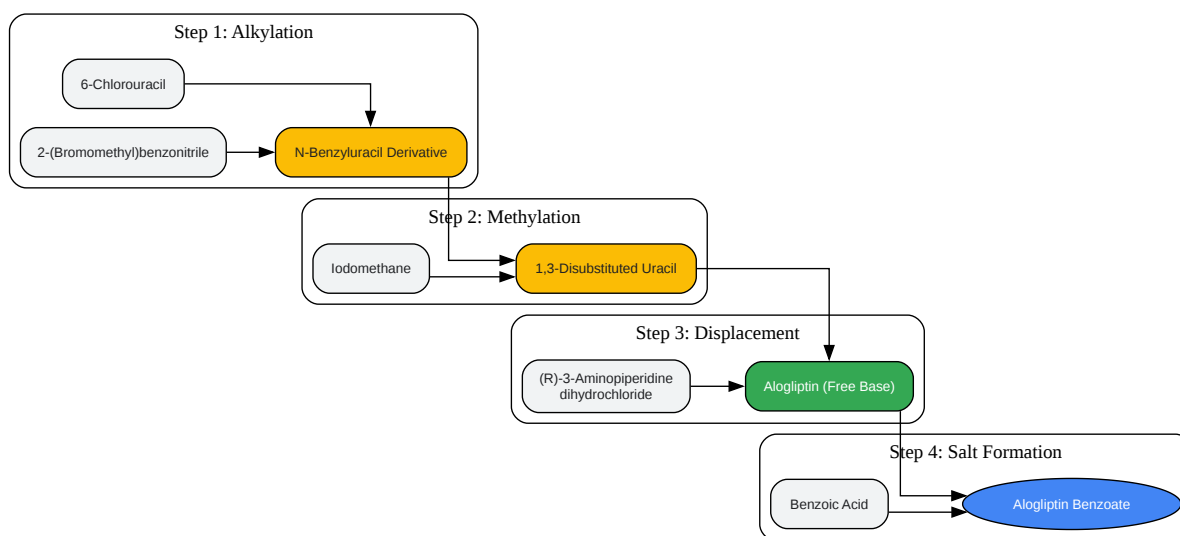 Step 1: Alkylation
6-Chlorouracil
2-(Bromomethyl)benzonitrile
N-Benzyluracil Derivative
Step 2: Methylation
Iodomethane
1,3-Disubstituted Uracil
Step 3: Displacement
(R)-3-Aminopiperidine
dihydrochloride
Alogliptin (Free Base)
Step 4: Salt Formation
Benzoic Acid
Alogliptin Benzoate